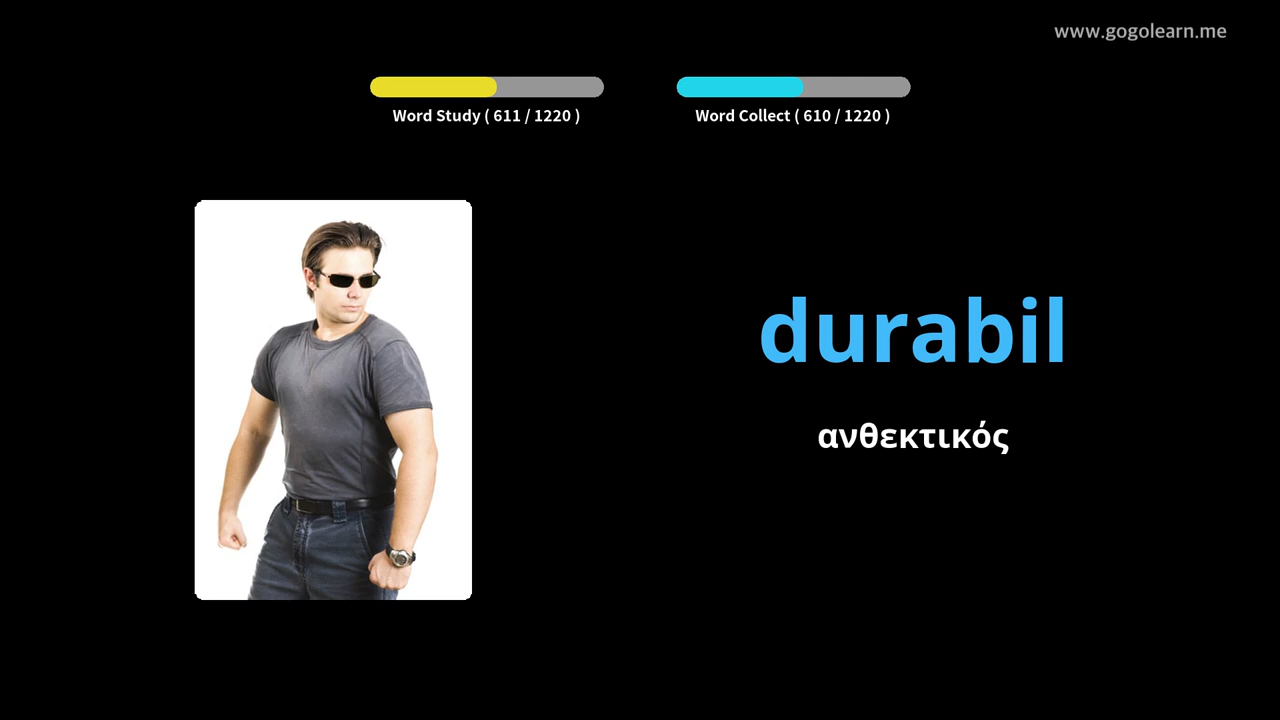 www.gogolearn.me
Word Study ( 611 / 1220 )
Word Collect ( 610 / 1220 )
durabil
ανθεκτικός